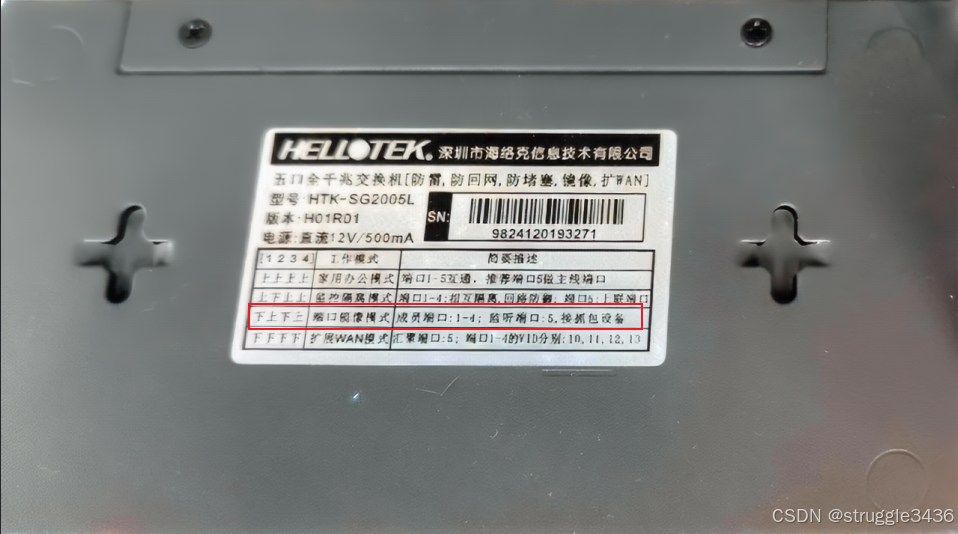 HELLOTEK. 深圳市海络克信息技术有限公司
五口全千兆交换机[防雷,防回网,防堵塞,镜像,扩WAN]
型号:HTK-SG2005L
版本:H01R01
电源:直流12V/500mA
SN:
9824120193271
[1 2 3 4] 工作模式 简要描述
上上上上 家用办公模式 端口1-5互通,推荐端口5做主线端口
上下上上 监控隔离模式 端口1-4:相互隔离,回路防御,端口5:上联端口
下上下上 端口镜像模式 成员端口:1-4; 监听端口:5,接抓包设备
下下下下 扩展WAN模式 汇聚端口:5; 端口1-4的VID分别:10,11,12,13
CSDN @struggle3436